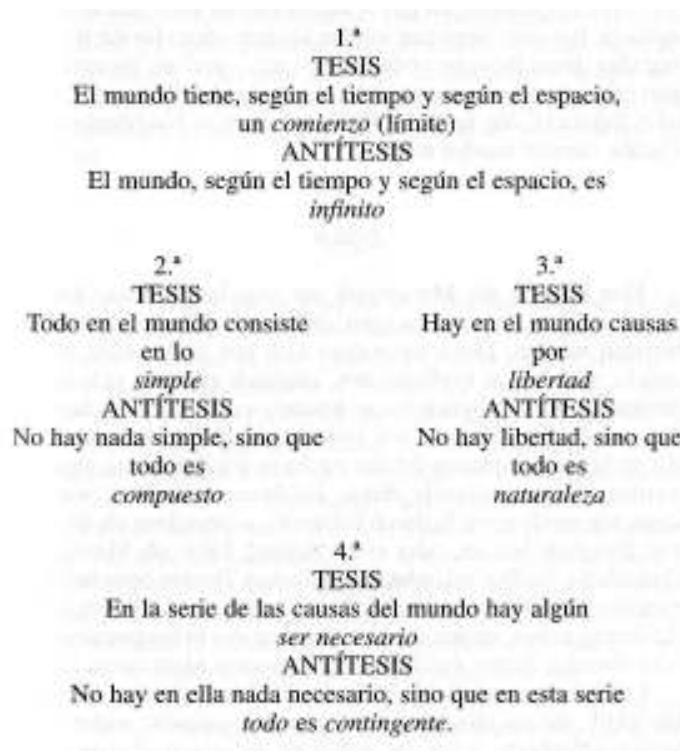 1.ª
TESIS
El mundo tiene, según el tiempo y según el espacio,
un comienzo (límite)
ANTÍTESIS
El mundo, según el tiempo y según el espacio, es
infinito
2.ª
TESIS
Todo en el mundo consiste
en lo
simple
ANTÍTESIS
No hay nada simple, sino que
todo es
compuesto
3.ª
TESIS
Hay en el mundo causas
por
libertad
ANTÍTESIS
No hay libertad, sino que
todo es
naturaleza
4.ª
TESIS
En la serie de las causas del mundo hay algún
ser necesario
ANTÍTESIS
No hay en ella nada necesario, sino que en esta serie
todo es contingente.